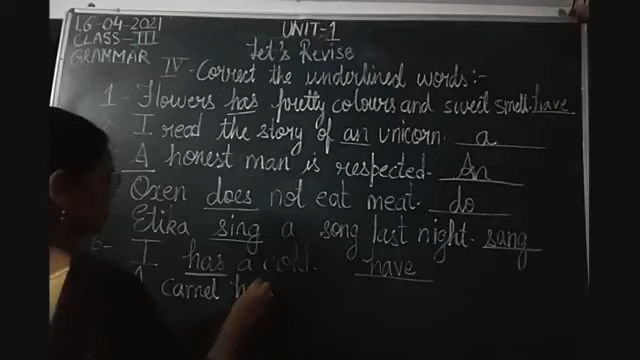 16-04-2021
UNIT-1
CLASS-III
Let's Revise
GRAMMAR
IV - Correct the underlined words:-
1 - Flowers has pretty colours and sweet smell. have
I read the story of an unicorn. a
A honest man is respected. An
Oxen does not eat meat. do
sing a song last night. sang
6- I has a cold. have
A Camel